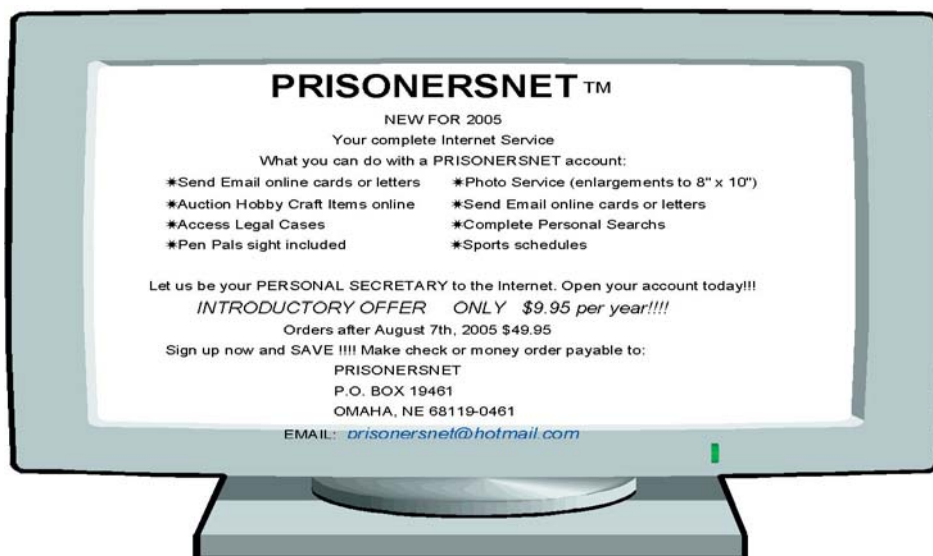 PRISONERSNET TM
NEW FOR 2005
Your complete Internet Service
What you can do with a PRISONERSNET account:
✷Send Email online cards or letters ✷Photo Service (enlargements to 8" x 10")
✷Auction Hobby Craft Items online ✷Send Email online cards or letters
✷Access Legal Cases ✷Complete Personal Searchs
✷Pen Pals sight included ✷Sports schedules
Let us be your PERSONAL SECRETARY to the Internet. Open your account today!!!
INTRODUCTORY OFFER ONLY $9.95 per year!!!!
Orders after August 7th, 2005 $49.95
Sign up now and SAVE !!!! Make check or money order payable to:
PRISONERSNET
P.O. BOX 19461
OMAHA, NE 68119-0461
EMAIL: prisonersnet@hotmail.com